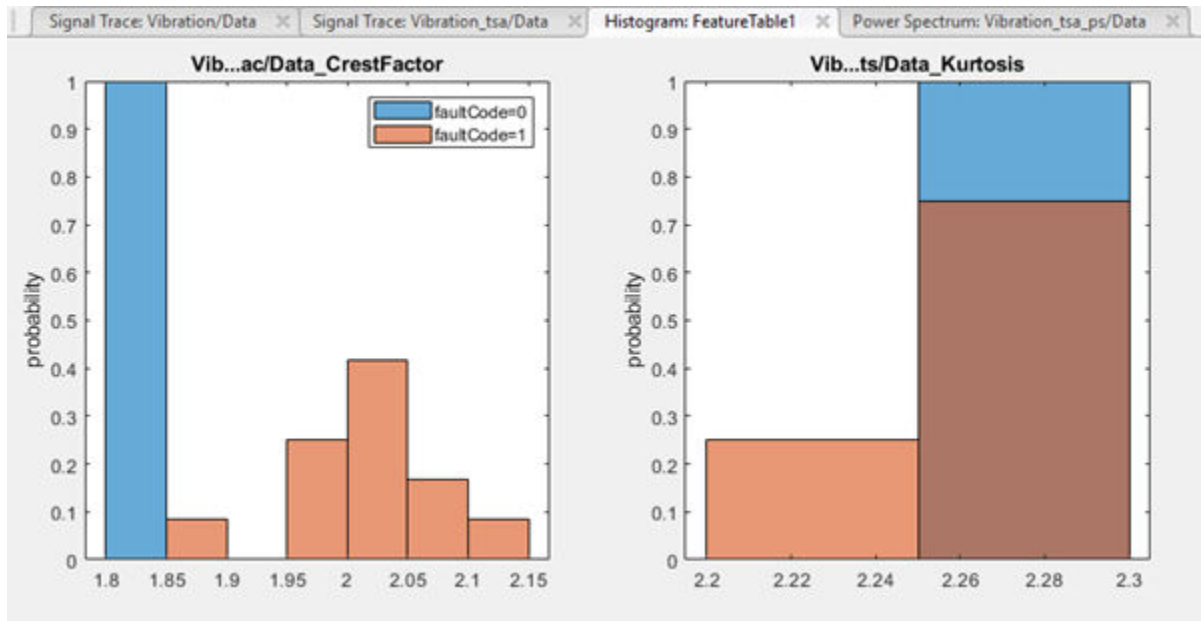 Signal Trace: Vibration/Data
Signal Trace: Vibration_tsa/Data
Histogram: FeatureTable1
Power Spectrum: Vibration_tsa_ps/Data
Vib...ac/Data_CrestFactor
1
0.9
0.8
0.7
0.6
0.5
0.4
0.3
0.2
0.1
0
probability
faultCode=0
faultCode=1
1.8 1.85 1.9 1.95 2 2.05 2.1 2.15
Vib...ts/Data_Kurtosis
1
0.9
0.8
0.7
0.6
0.5
0.4
0.3
0.2
0.1
0
probability
2.2 2.22 2.24 2.26 2.28 2.3